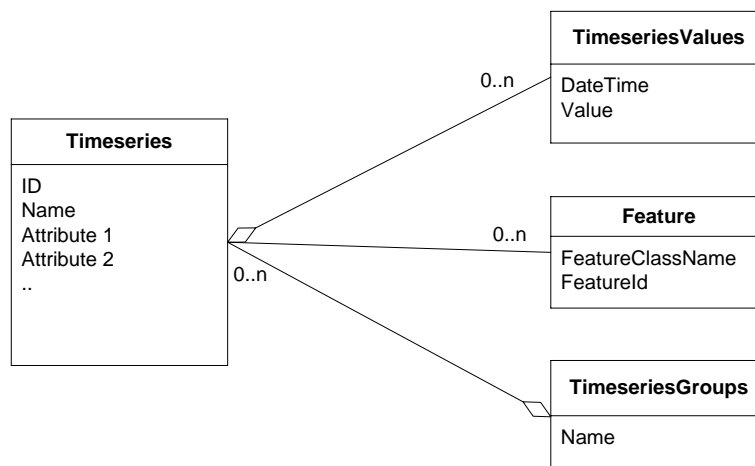 TimeseriesValues
DateTime
Value
0..n
Timeseries
ID
Name
Attribute 1
Attribute 2
..
0..n
0..n
Feature
FeatureClassName
FeatureId
TimeseriesGroups
Name